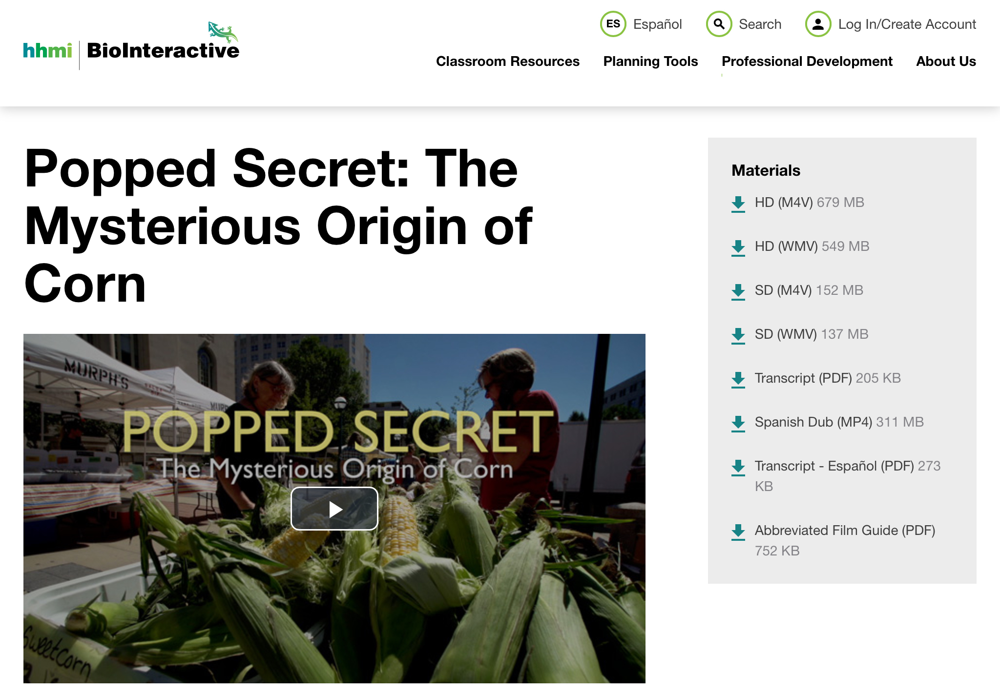 ES Español Search Log In/Create Account
hhmi BioInteractive
Classroom Resources Planning Tools Professional Development About Us
Popped Secret: The
Mysterious Origin of
Corn
MURPH'S
SALSA
DIP
MURP
POPPED SECRET
The Mysterious Origin of Corn
Sweetcorn
Materials
HD (M4V) 679 MB
HD (WMV) 549 MB
SD (M4V) 152 MB
SD (WMV) 137 MB
Transcript (PDF) 205 KB
Spanish Dub (MP4) 311 MB
Transcript - Español (PDF) 273
KB
Abbreviated Film Guide (PDF)
752 KB